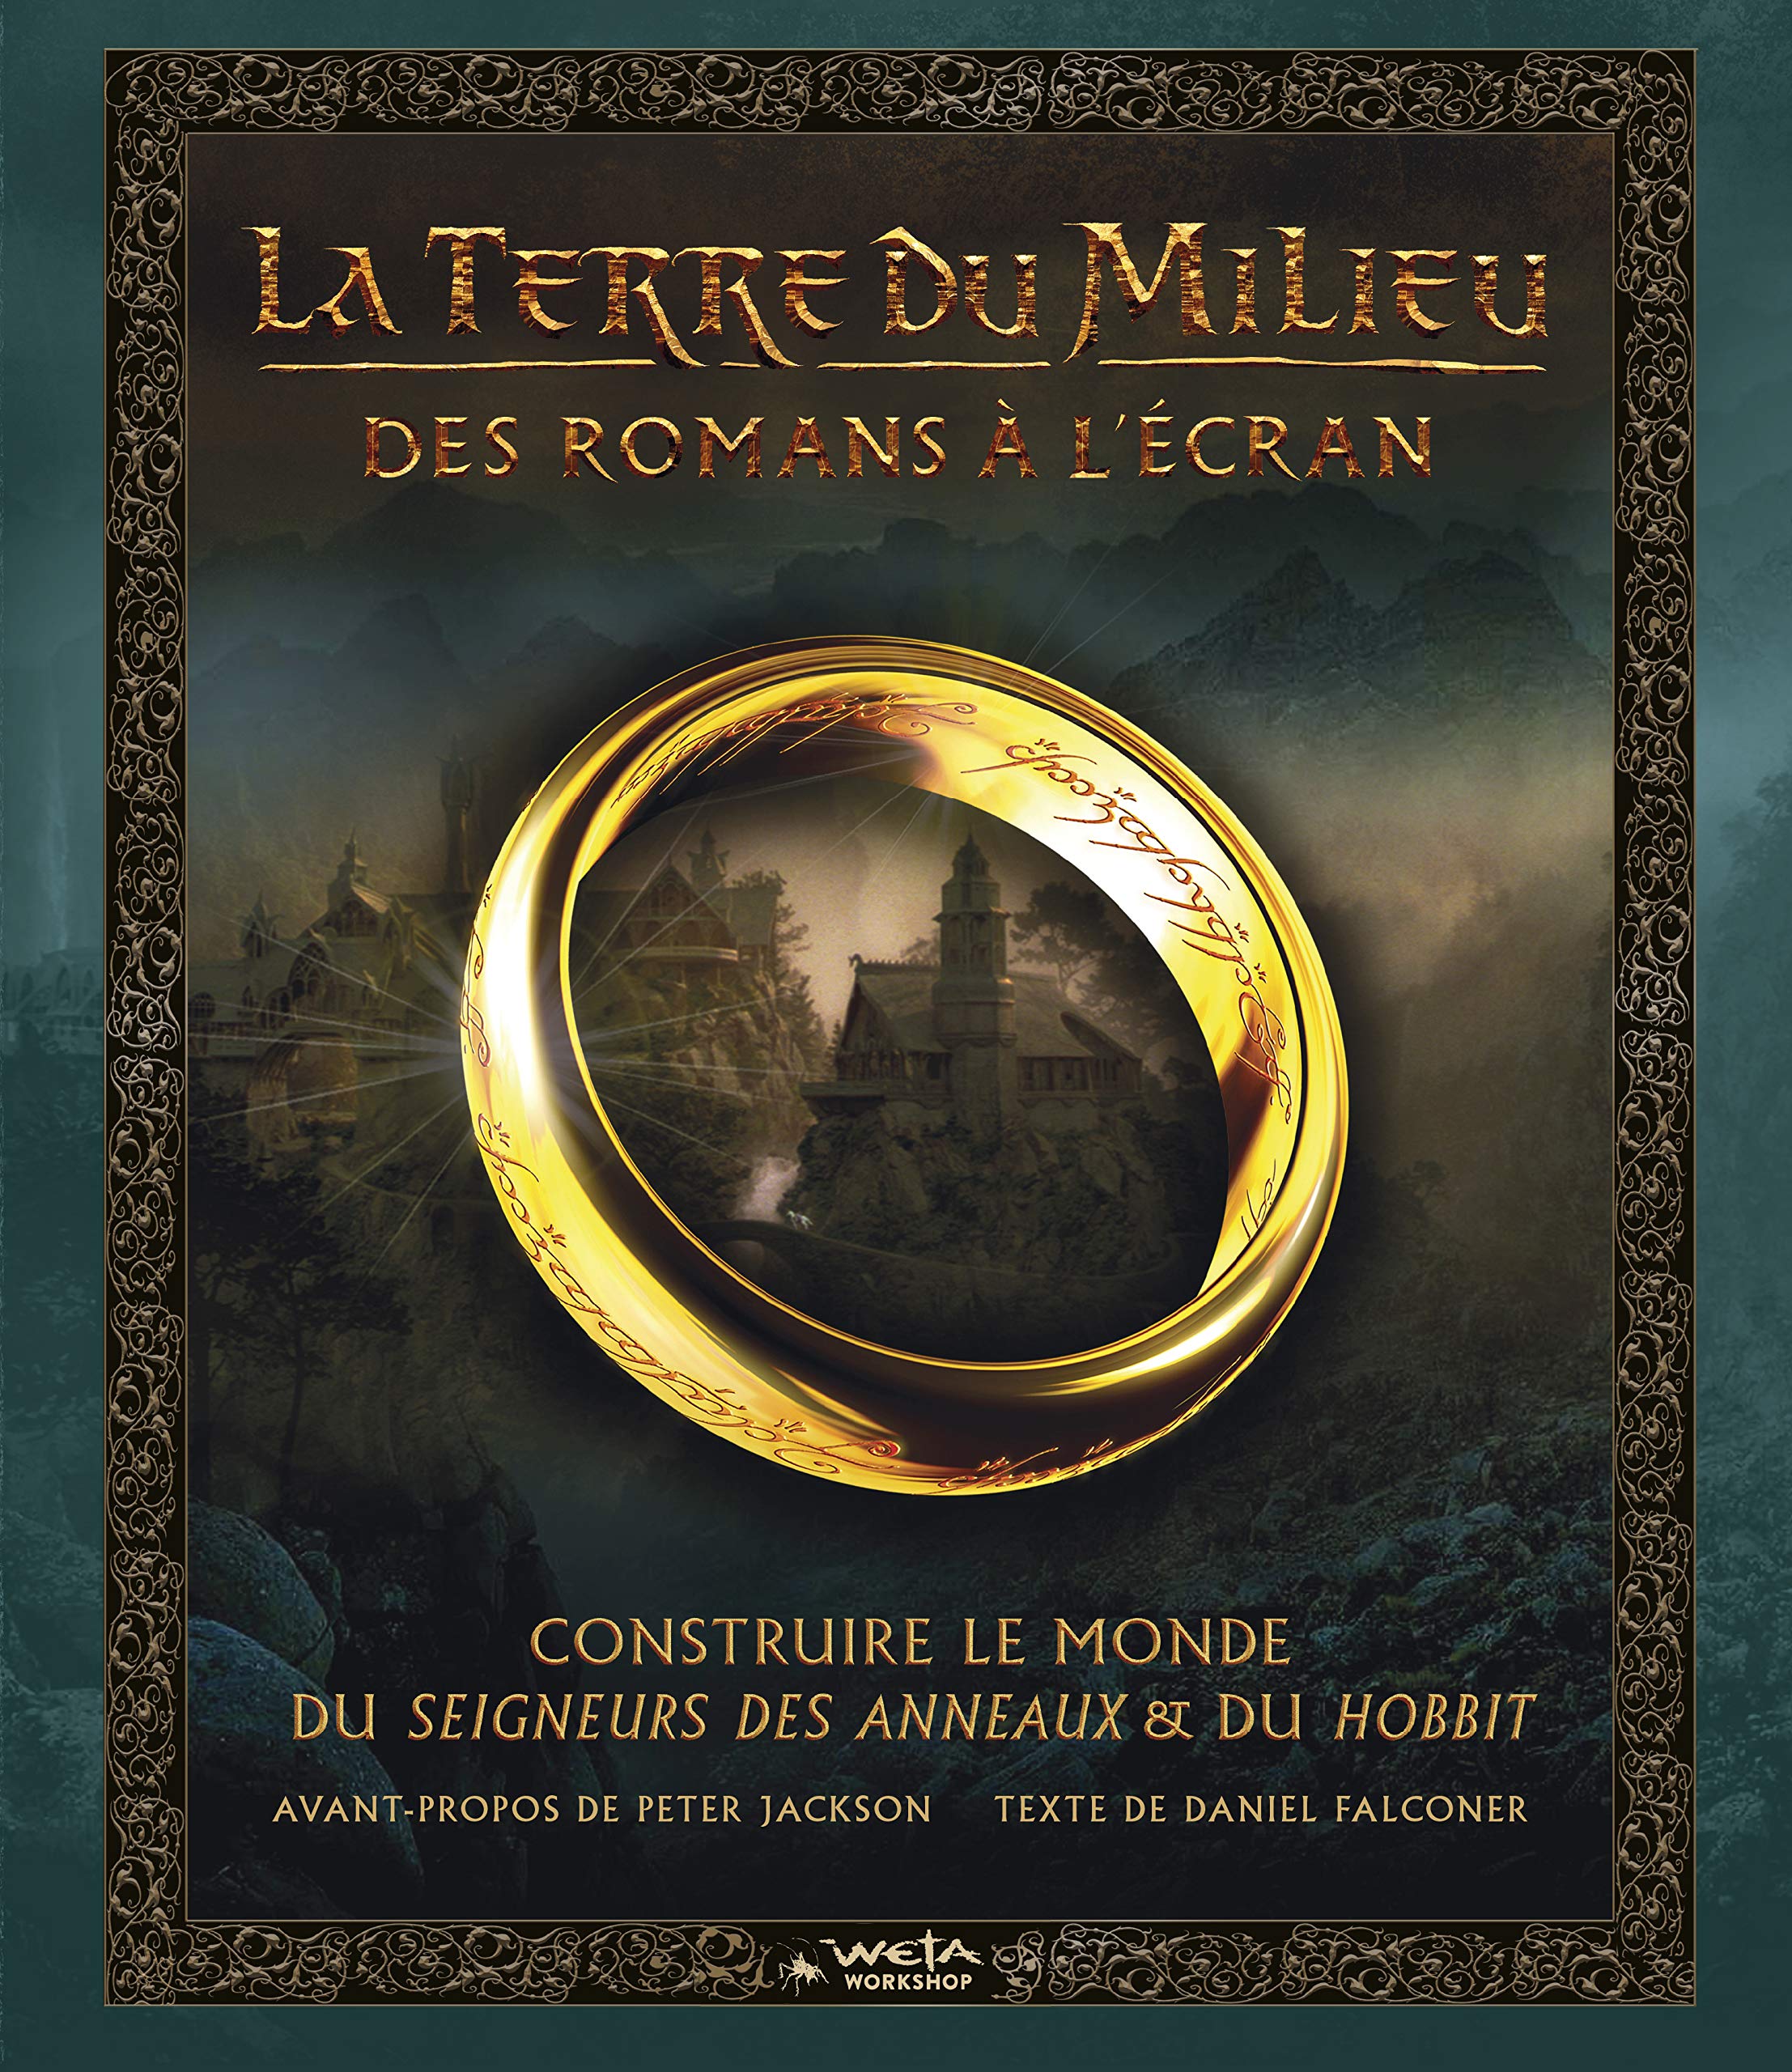 LA TERRE DU MILIEU
DES ROMANS À L'ÉCRAN
CONSTRUIRE LE MONDE
DU SEIGNEURS DES ANNEAUX & DU HOBBIT
AVANT-PROPOS DE PETER JACKSON TEXTE DE DANIEL FALCONER
WETA
WORKSHOP